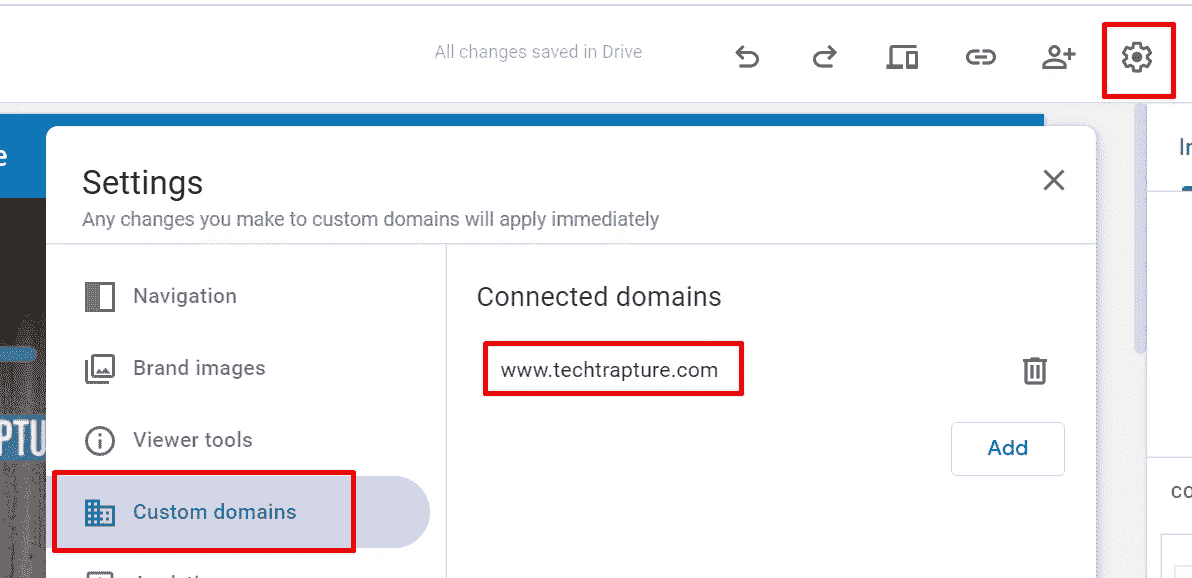 All changes saved in Drive
Settings
Any changes you make to custom domains will apply immediately
Navigation
Brand images
Viewer tools
Custom domains
Connected domains
www.techtrapture.com
Add